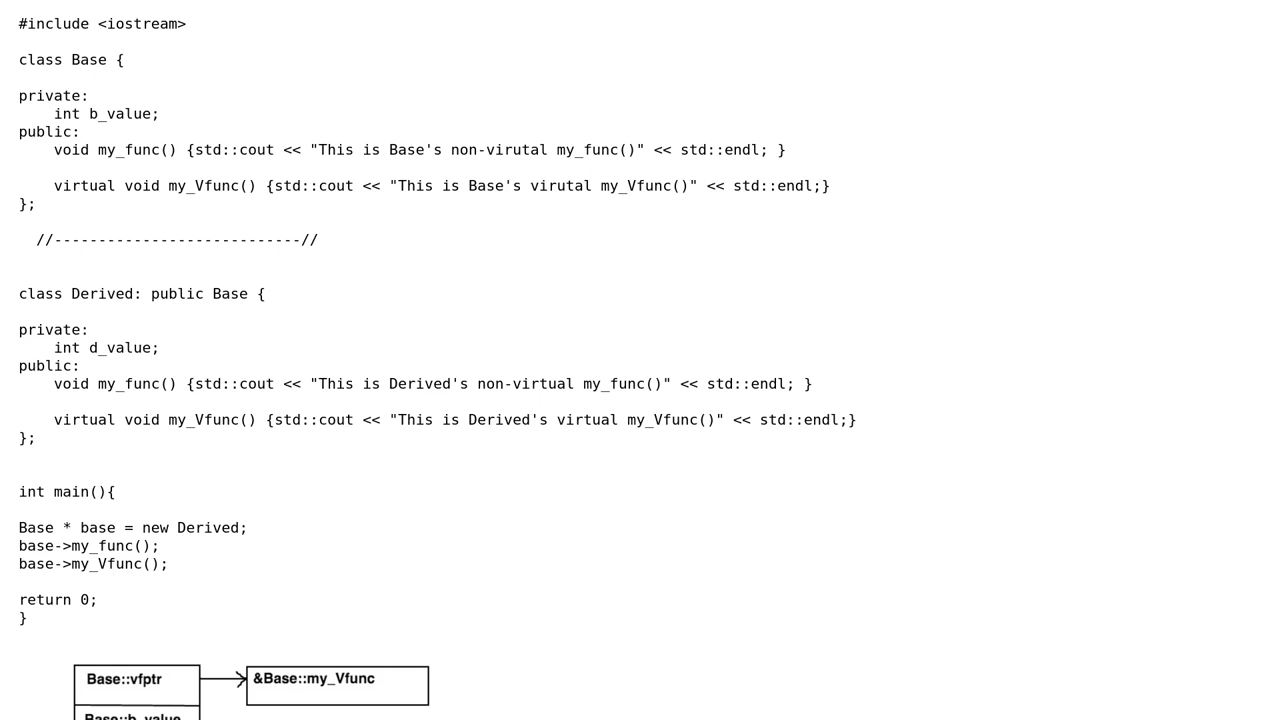 #include <iostream>
class Base {
private:
    int b_value;
public:
    void my_func() {std::cout << "This is Base's non-virutal my_func()" << std::endl; }
    virtual void my_Vfunc() {std::cout << "This is Base's virutal my_Vfunc()" << std::endl;}
};
  //----------------------------//
class Derived: public Base {
private:
    int d_value;
public:
    void my_func() {std::cout << "This is Derived's non-virtual my_func()" << std::endl; }
    virtual void my_Vfunc() {std::cout << "This is Derived's virtual my_Vfunc()" << std::endl;}
};
int main(){
Base * base = new Derived;
base->my_func();
base->my_Vfunc();
return 0;
}
Base::vfptr
&Base::my_Vfunc
Base::b_value